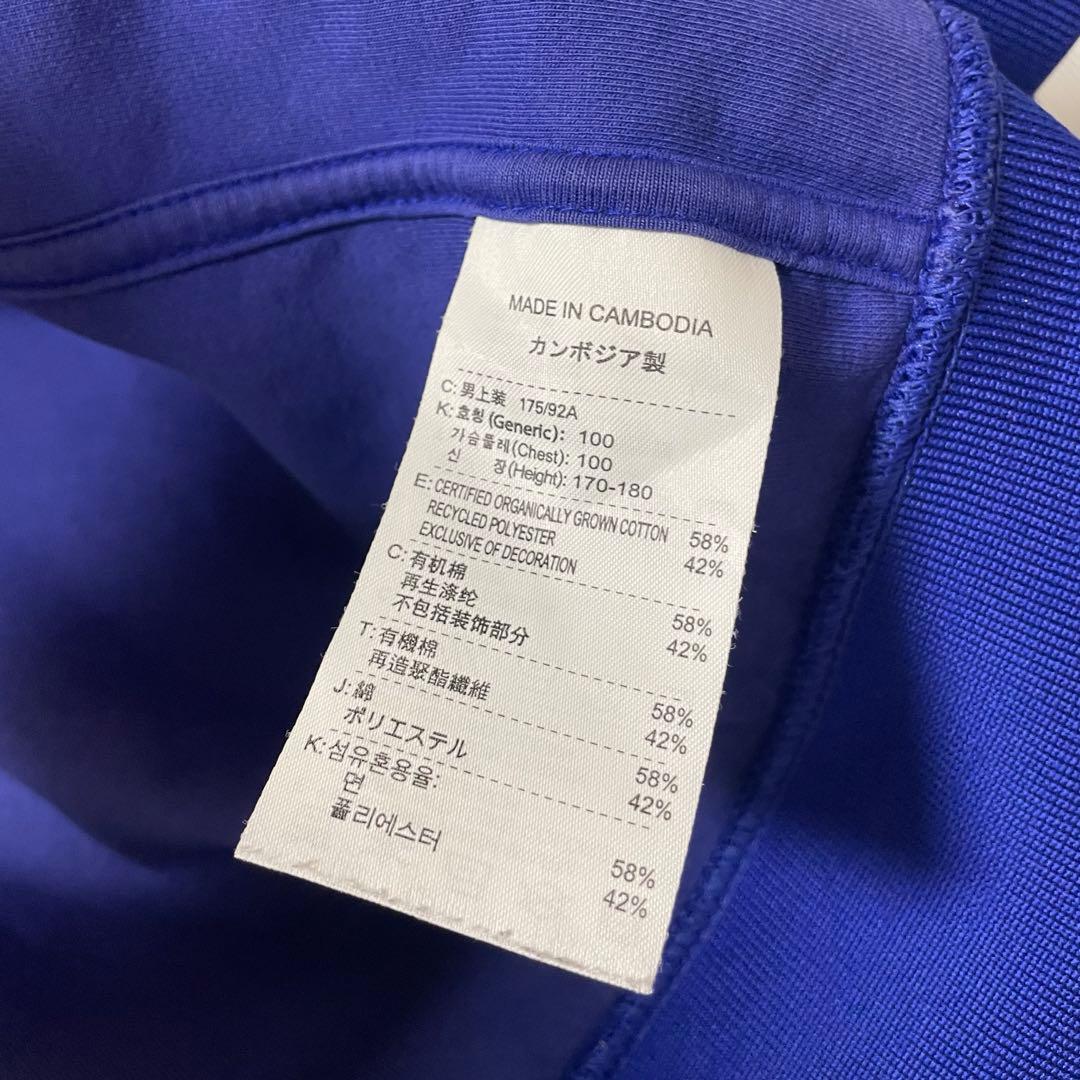 MADE IN CAMBODIA
カンボジア製
C: 男上装 175/92A
K: 호칭 (Generic): 100
가슴둘레(Chest): 100
신 장(Height): 170-180
E: CERTIFIED ORGANICALLY GROWN COTTON 58%
RECYCLED POLYESTER 42%
EXCLUSIVE OF DECORATION
C: 有机棉 58%
再生涤纶 42%
不包括装饰部分
T: 有機棉 58%
再造聚酯纖維 42%
J: 綿 58%
ポリエステル 42%
K: 섬유혼용율:
면 58%
폴리에스터 42%